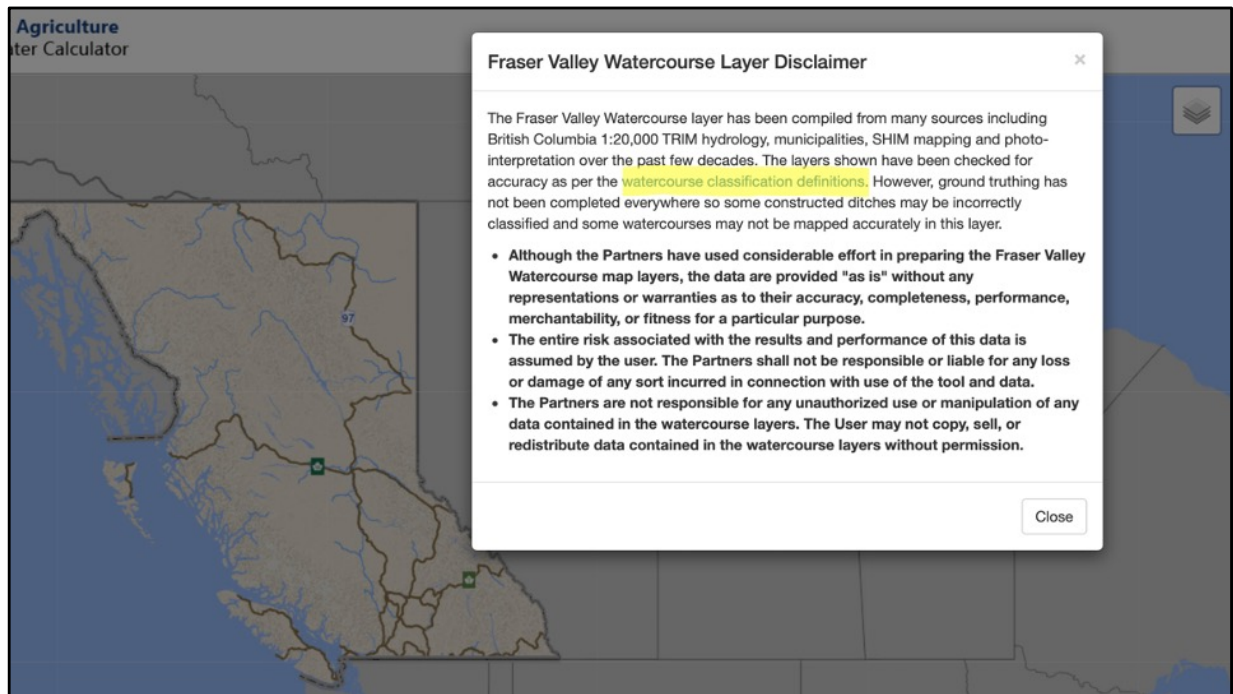 Agriculture
ter Calculator
Fraser Valley Watercourse Layer Disclaimer
×
The Fraser Valley Watercourse layer has been compiled from many sources including
British Columbia 1:20,000 TRIM hydrology, municipalities, SHIM mapping and photo-
interpretation over the past few decades. The layers shown have been checked for
accuracy as per the watercourse classification definitions. However, ground truthing has
not been completed everywhere so some constructed ditches may be incorrectly
classified and some watercourses may not be mapped accurately in this layer.
• Although the Partners have used considerable effort in preparing the Fraser Valley
Watercourse map layers, the data are provided "as is" without any
representations or warranties as to their accuracy, completeness, performance,
merchantability, or fitness for a particular purpose.
• The entire risk associated with the results and performance of this data is
assumed by the user. The Partners shall not be responsible or liable for any loss
or damage of any sort incurred in connection with use of the tool and data.
• The Partners are not responsible for any unauthorized use or manipulation of any
data contained in the watercourse layers. The User may not copy, sell, or
redistribute data contained in the watercourse layers without permission.
Close
97